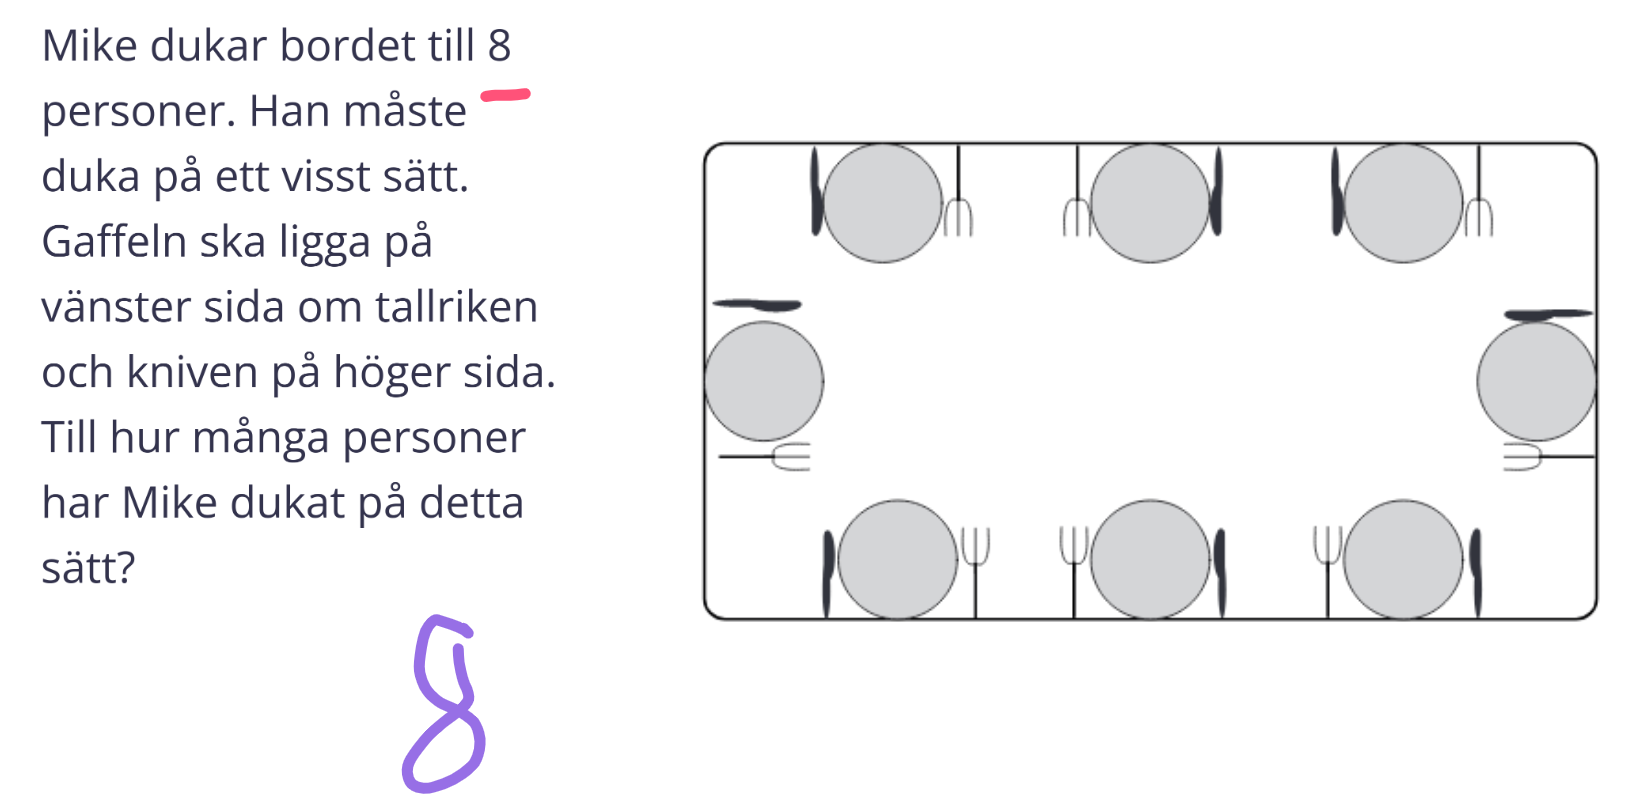 Mike dukar bordet till 8
personer. Han måste
duka på ett visst sätt.
Gaffeln ska ligga på
vänster sida om tallriken
och kniven på höger sida.
Till hur många personer
har Mike dukat på detta
sätt?
8